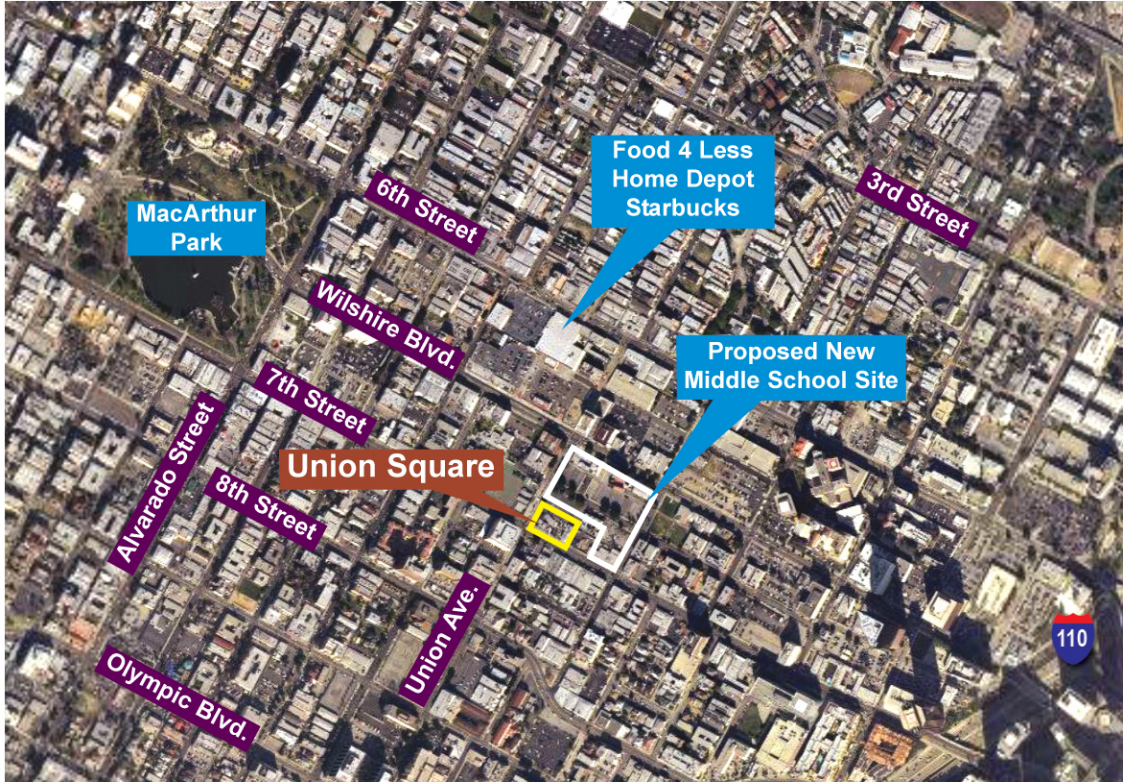 Food 4 Less
Home Depot
Starbucks
3rd Street
6th Street
MacArthur
Park
Wilshire Blvd.
Proposed New
Middle School Site
7th Street
Alvarado Street
Union Square
8th Street
Union Ave.
110
Olympic Blvd.